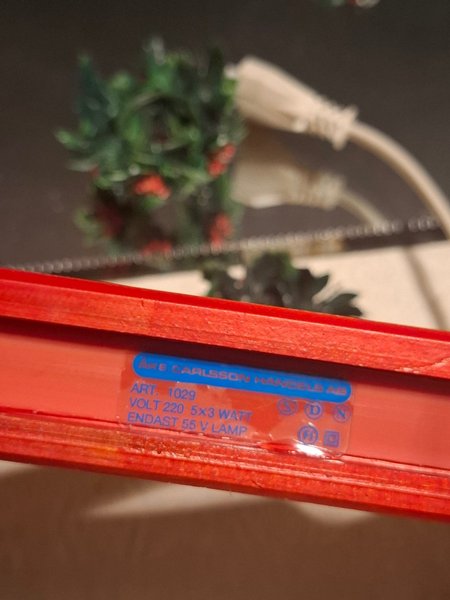 ÅKE CARLSSON HANDELS AB
ART. 1029
VOLT 220 5×3 WATT
ENDAST 55 V LAMP
S D N